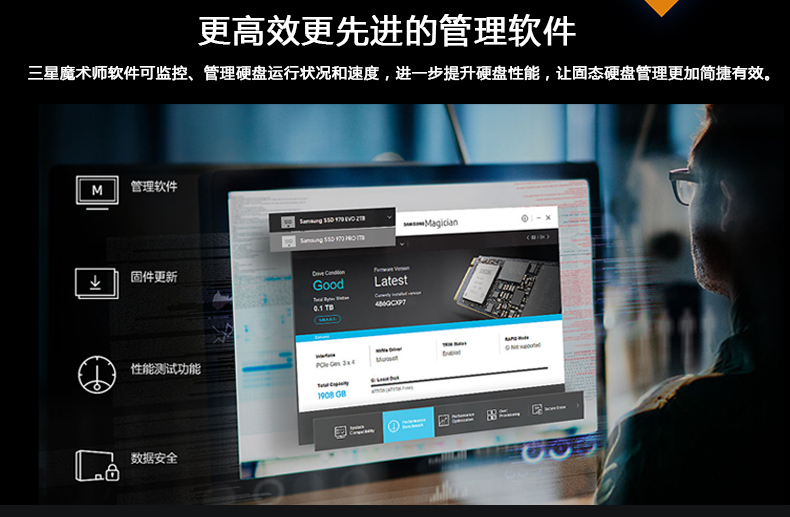 更高效更先进的管理软件
三星魔术师软件可监控、管理硬盘运行状况和速度，进一步提升硬盘性能，让固态硬盘管理更加简捷有效。
M
管理软件
固件更新
性能测试功能
数据安全
Samsung SSD 970 EVO 2TB
Samsung SSD 970 PRO 1TB
SAMSUNG Magician
Drive Condition
Good
Total Bytes Written
0.1 TB
Firmware Version
Latest
Currently installed version
486QCXP7
Interface
PCIe Gen. 3 x 4
NVMe Driver
Microsoft
TRIM Status
Enabled
RAPID Mode
Not supported
Total Capacity
1908 GB
Local Disk
System
Compatibility
Performance
Benchmark
Performance
Optimization
Over
Provisioning
Secure Erase